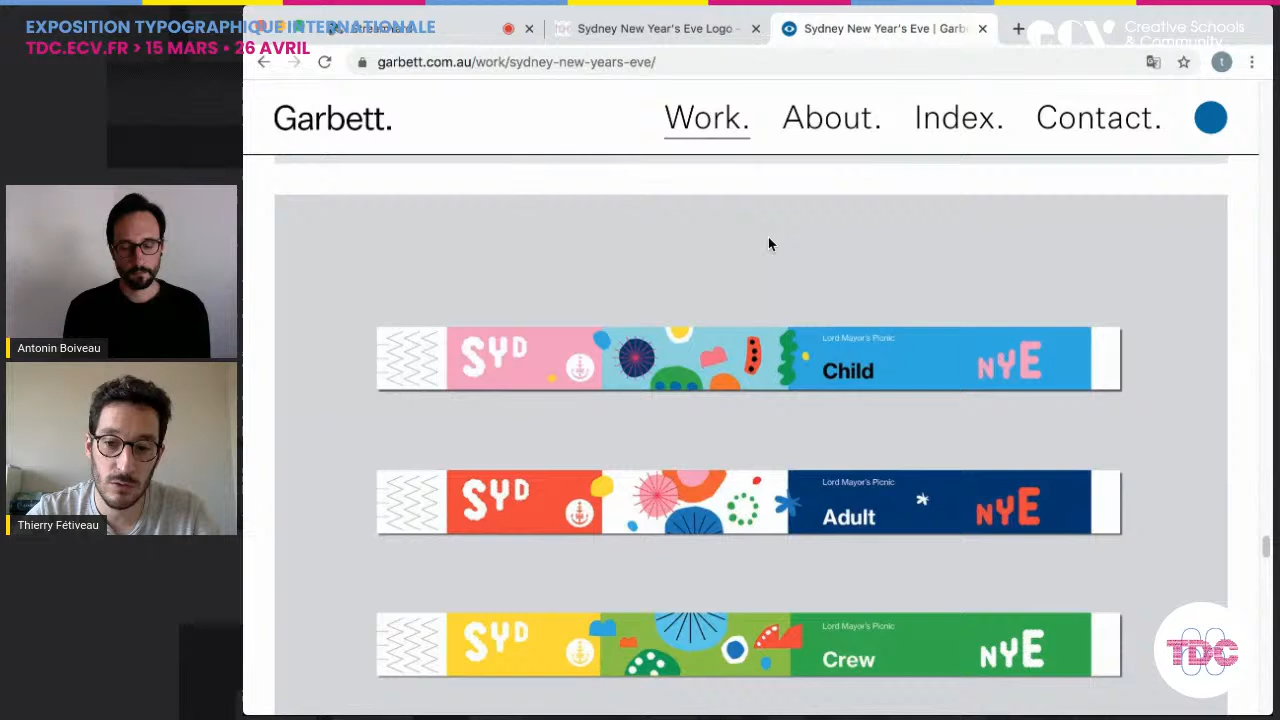 EXPOSITION TYPOGRAPHIQUE INTERNATIONALE
TDC.ECV.FR > 15 MARS • 26 AVRIL
Sydney New Year's Eve Logo -
Sydney New Year's Eve | Garb
ecv Creative Schools
& Community
garbett.com.au/work/sydney-new-years-eve/
t
Garbett.
Work. About. Index. Contact.
SYD
Lord Mayor's Picnic
Child
NYE
Antonin Boiveau
SYD
Lord Mayor's Picnic
Adult
NYE
Thierry Fétiveau
SYD
Lord Mayor's Picnic
Crew
NYE
TDC